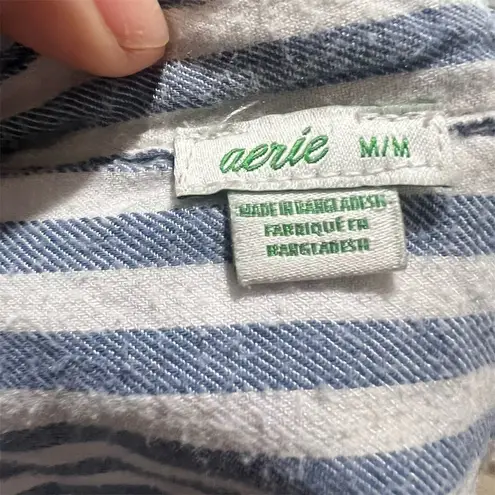 aerie M/M
MADE IN BANGLADESH
FABRIQUÉ EN
BANGLADESH